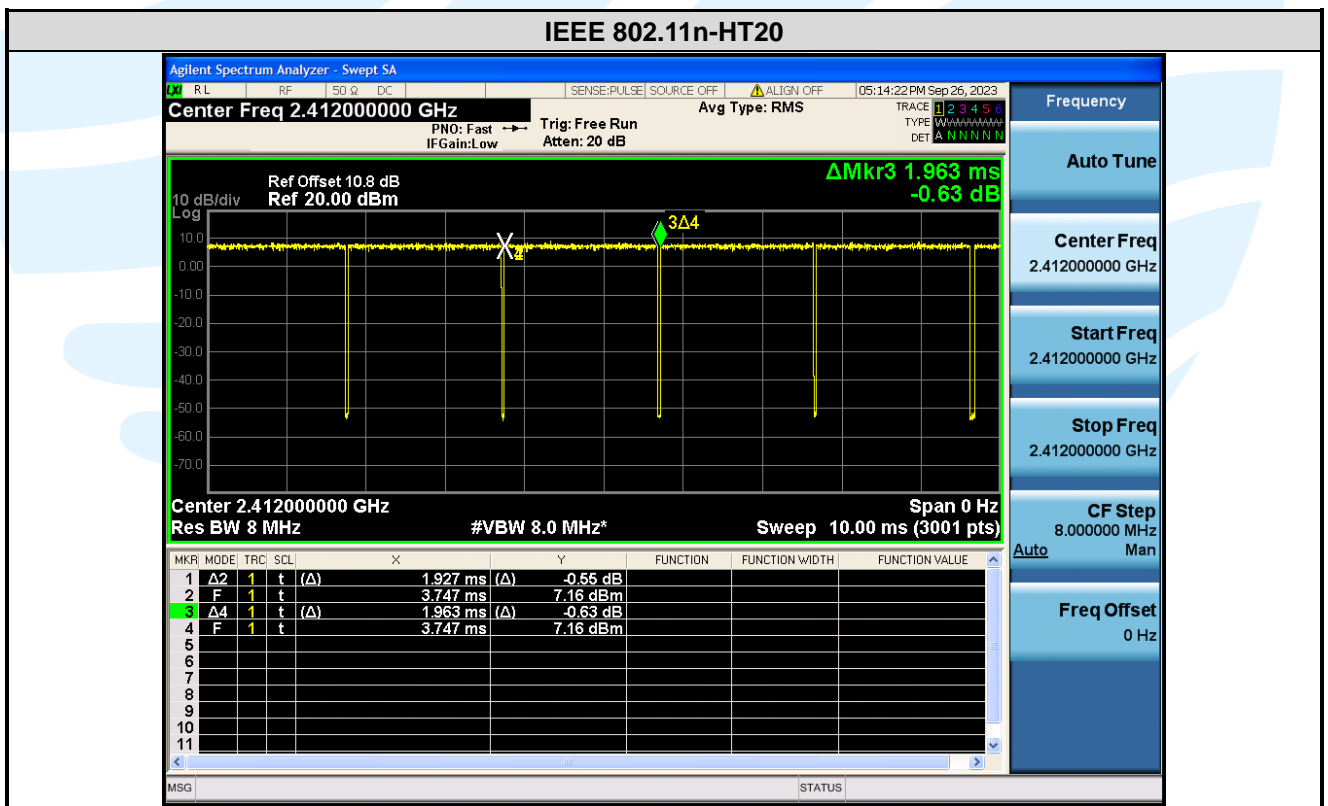 IEEE 802.11n-HT20
Agilent Spectrum Analyzer - Swept SA
LXI RL RF 50 Ω DC SENSE:PULSE SOURCE OFF ALIGN OFF 05:14:22 PM Sep 26, 2023
Center Freq 2.412000000 GHz
PNO: Fast
IFGain:Low
Trig: Free Run
Atten: 20 dB
Avg Type: RMS
TRACE 1 2 3 4 5 6
TYPE
DET A N N N N N
ΔMkr3 1.963 ms
-0.63 dB
Ref Offset 10.8 dB
10 dB/div Ref 20.00 dBm
Log
10.0
0.00
-10.0
-20.0
-30.0
-40.0
-50.0
-60.0
-70.0
3Δ4
4
Center 2.412000000 GHz Span 0 Hz
Res BW 8 MHz #VBW 8.0 MHz* Sweep 10.00 ms (3001 pts)
MKR MODE TRC SCL X Y FUNCTION FUNCTION WIDTH FUNCTION VALUE
1 Δ2 1 t (Δ) 1.927 ms (Δ) -0.55 dB
2 F 1 t 3.747 ms 7.16 dBm
3 Δ4 1 t (Δ) 1.963 ms (Δ) -0.63 dB
4 F 1 t 3.747 ms 7.16 dBm
5
6
7
8
9
10
11
MSG STATUS
Frequency
Auto Tune
Center Freq
2.412000000 GHz
Start Freq
2.412000000 GHz
Stop Freq
2.412000000 GHz
CF Step
8.000000 MHz
Auto Man
Freq Offset
0 Hz